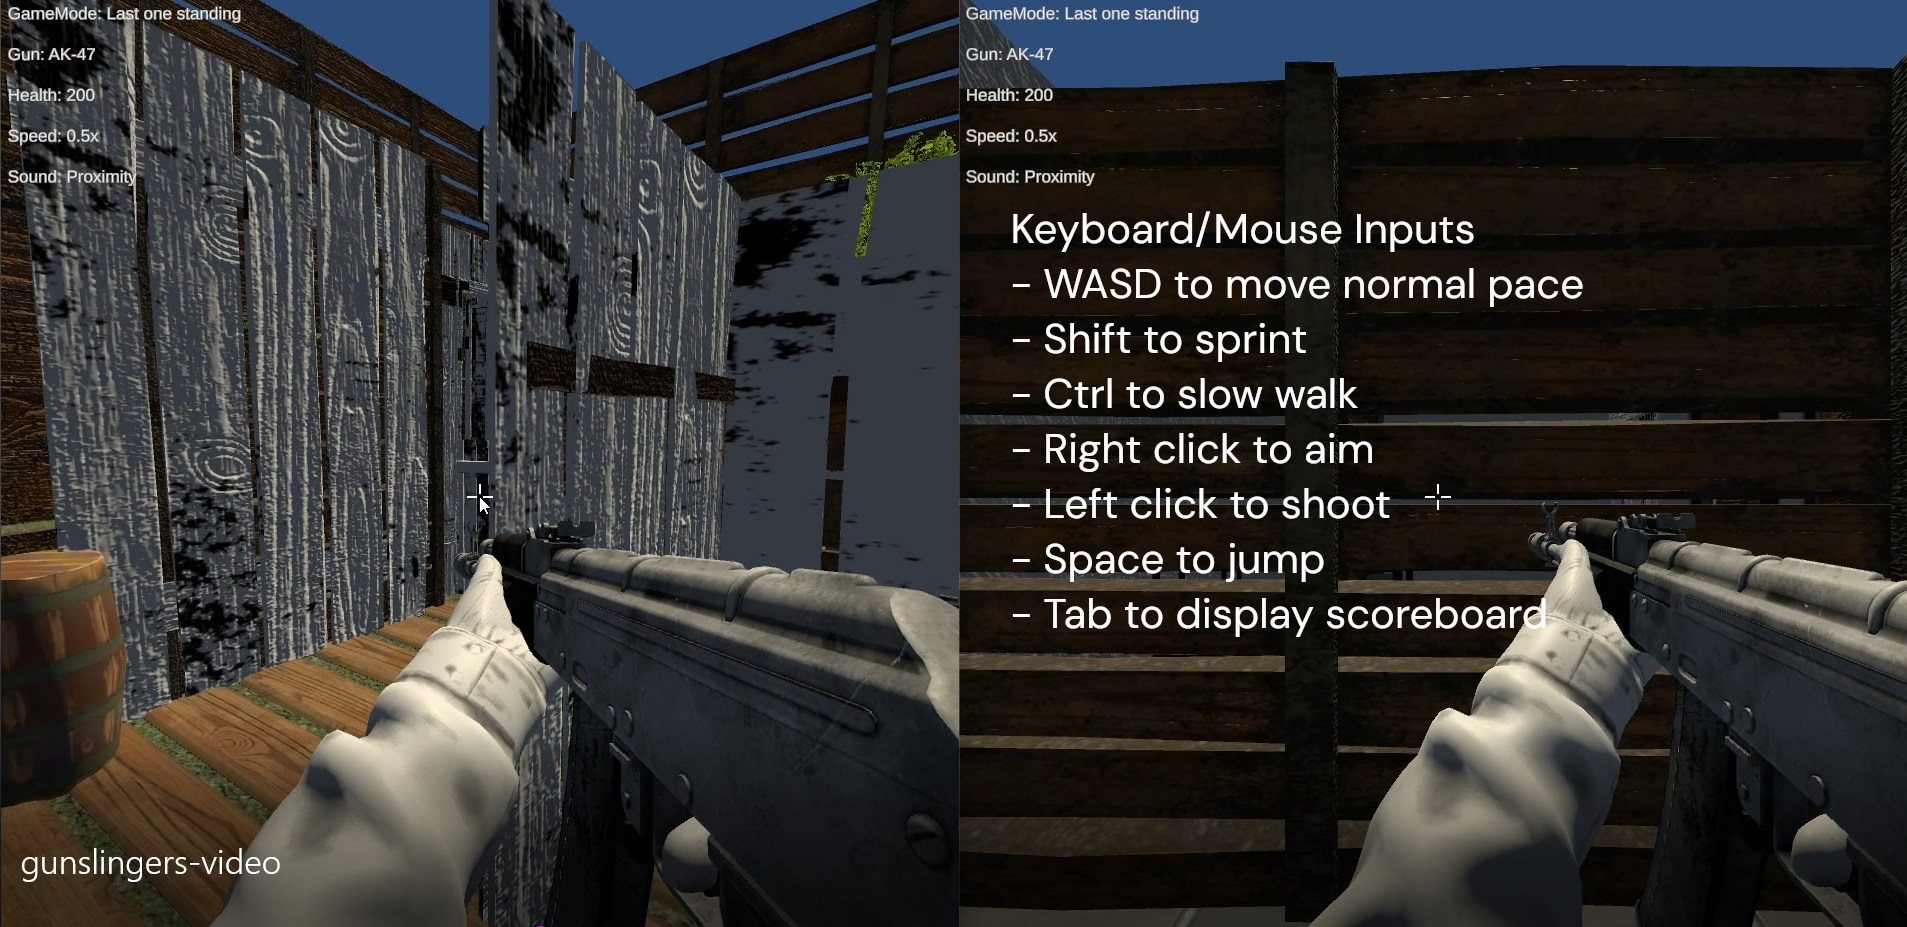 GameMode: Last one standing
Gun: AK-47
Health: 200
Speed: 0.5x
Sound: Proximity
gunslingers-video
GameMode: Last one standing
Gun: AK-47
Health: 200
Speed: 0.5x
Sound: Proximity
Keyboard/Mouse Inputs
- WASD to move normal pace
- Shift to sprint
- Ctrl to slow walk
- Right click to aim
- Left click to shoot
- Space to jump
- Tab to display scoreboard